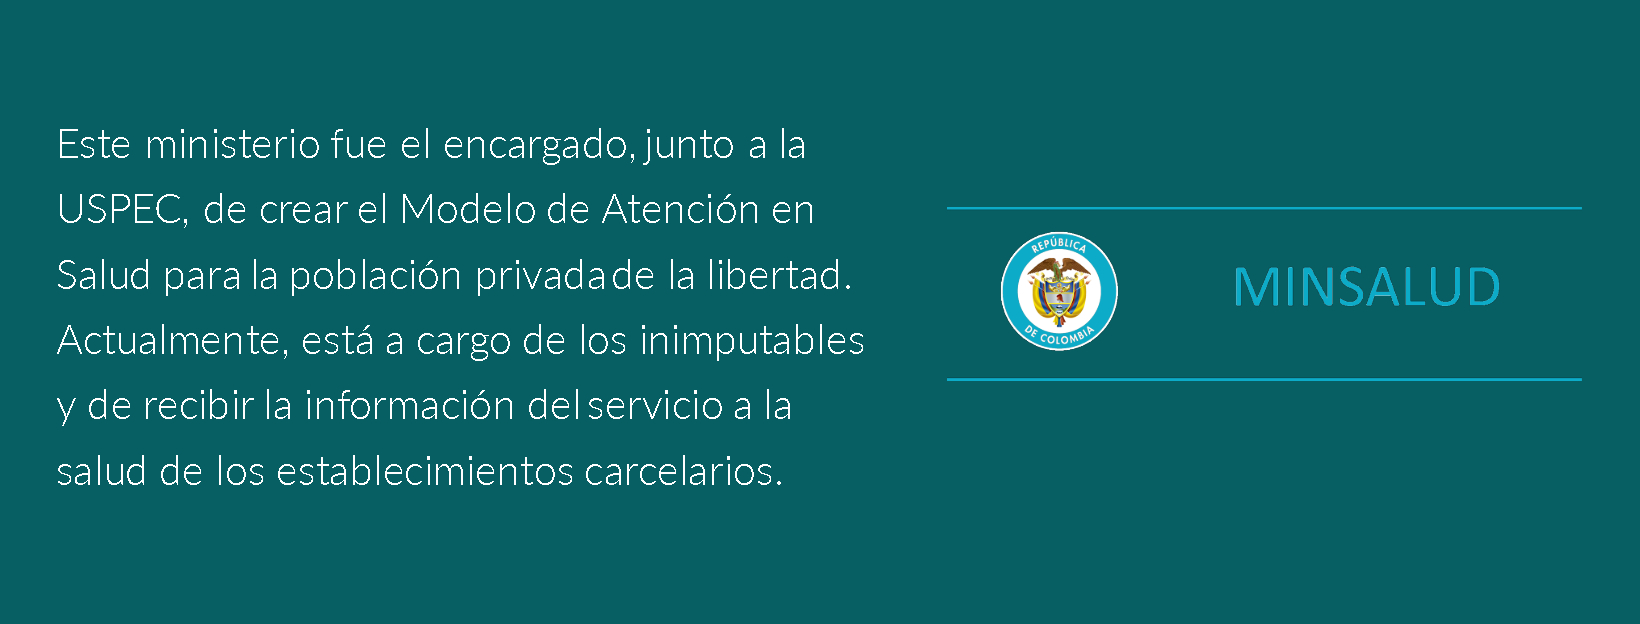 Este ministerio fue el encargado, junto a la
USPEC, de crear el Modelo de Atención en
Salud para la población privada de la libertad.
Actualmente, está a cargo de los inimputables
y de recibir la información del servicio a la
salud de los establecimientos carcelarios.
REPÚBLICA
DE COLOMBIA
MINSALUD